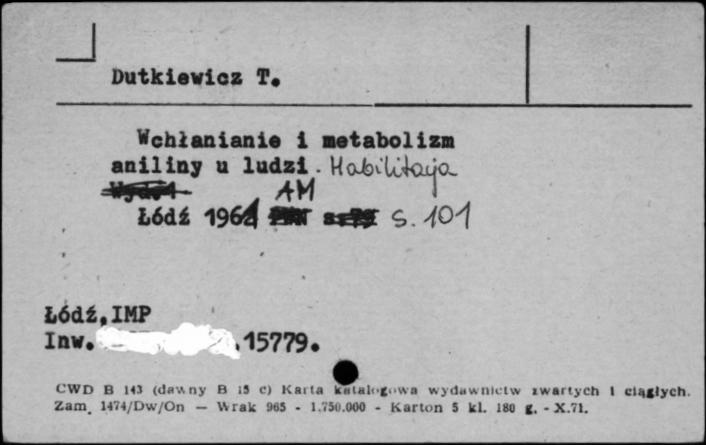 Dutkiewicz T.
Wchłanianie i metabolizm
aniliny u ludzi. Habilitacja
AM
Łódź 1961 s. 101
Łódź, IMP
Inw. .15779.
CWD B 143 (dawny B 15 c) Karta katalogowa wydawnictw zwartych i ciągłych.
Zam. 1474/Dw/On — Wrak 965 - 1.750.000 - Karton 5 kl. 180 g. - X.71.